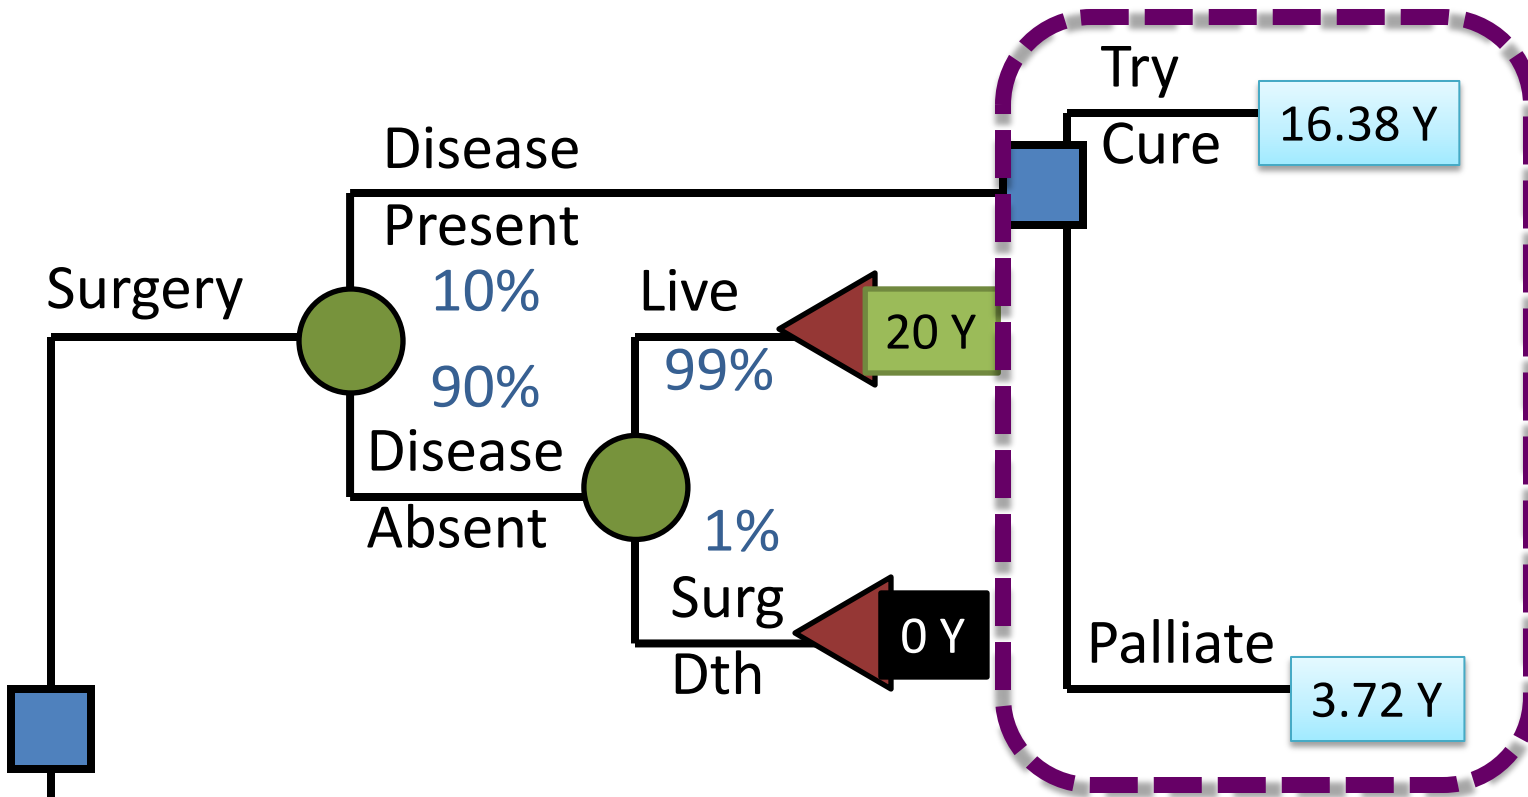 Try
Cure
16.38 Y
Disease
Present
10%
Surgery
Live
99%
20 Y
90%
Disease
Absent
1%
Surg
Dth
0 Y
Palliate
3.72 Y